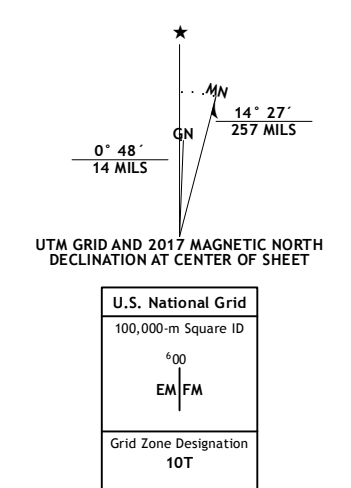 ★
MN
GN
14° 27´
257 MILS
0° 48´
14 MILS
UTM GRID AND 2017 MAGNETIC NORTH
DECLINATION AT CENTER OF SHEET
U.S. National Grid
100,000-m Square ID
⁶00
EM FM
Grid Zone Designation
10T